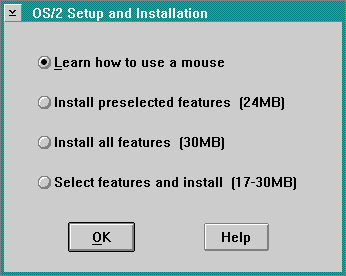 OS/2 Setup and Installation
Learn how to use a mouse
Install preselected features (24MB)
Install all features (30MB)
Select features and install (17-30MB)
OK Help